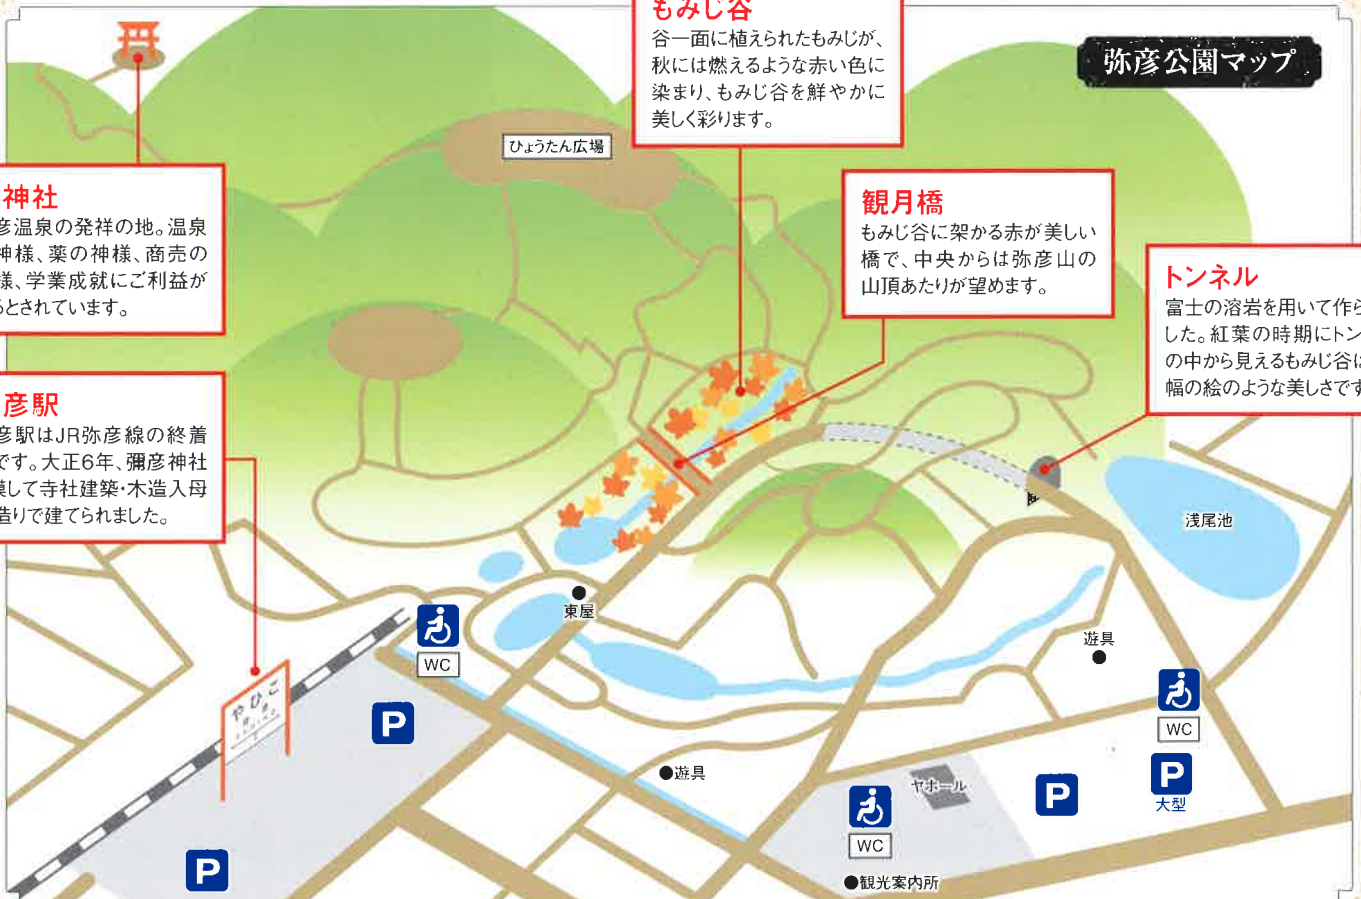 もみじ谷
谷一面に植えられたもみじが、
秋には燃えるような赤い色に
染まり、もみじ谷を鮮やかに
美しく彩ります。
弥彦公園マップ
ひょうたん広場
神社
彦温泉の発祥の地。温泉
神様、薬の神様、商売の
様、学業成就にご利益が
るとされています。
観月橋
もみじ谷に架かる赤が美しい
橋で、中央からは弥彦山の
山頂あたりが望めます。
トンネル
富士の溶岩を用いて作ら
した。紅葉の時期にトン
の中から見えるもみじ谷は
幅の絵のような美しさです
彦駅
彦駅はJR弥彦線の終着
です。大正6年、彌彦神社
模して寺社建築・木造入母
造りで建てられました。
浅尾池
東屋
WC
遊具
やひこ
P
WC
遊具
ヤホール
P
P
大型
WC
P
観光案内所